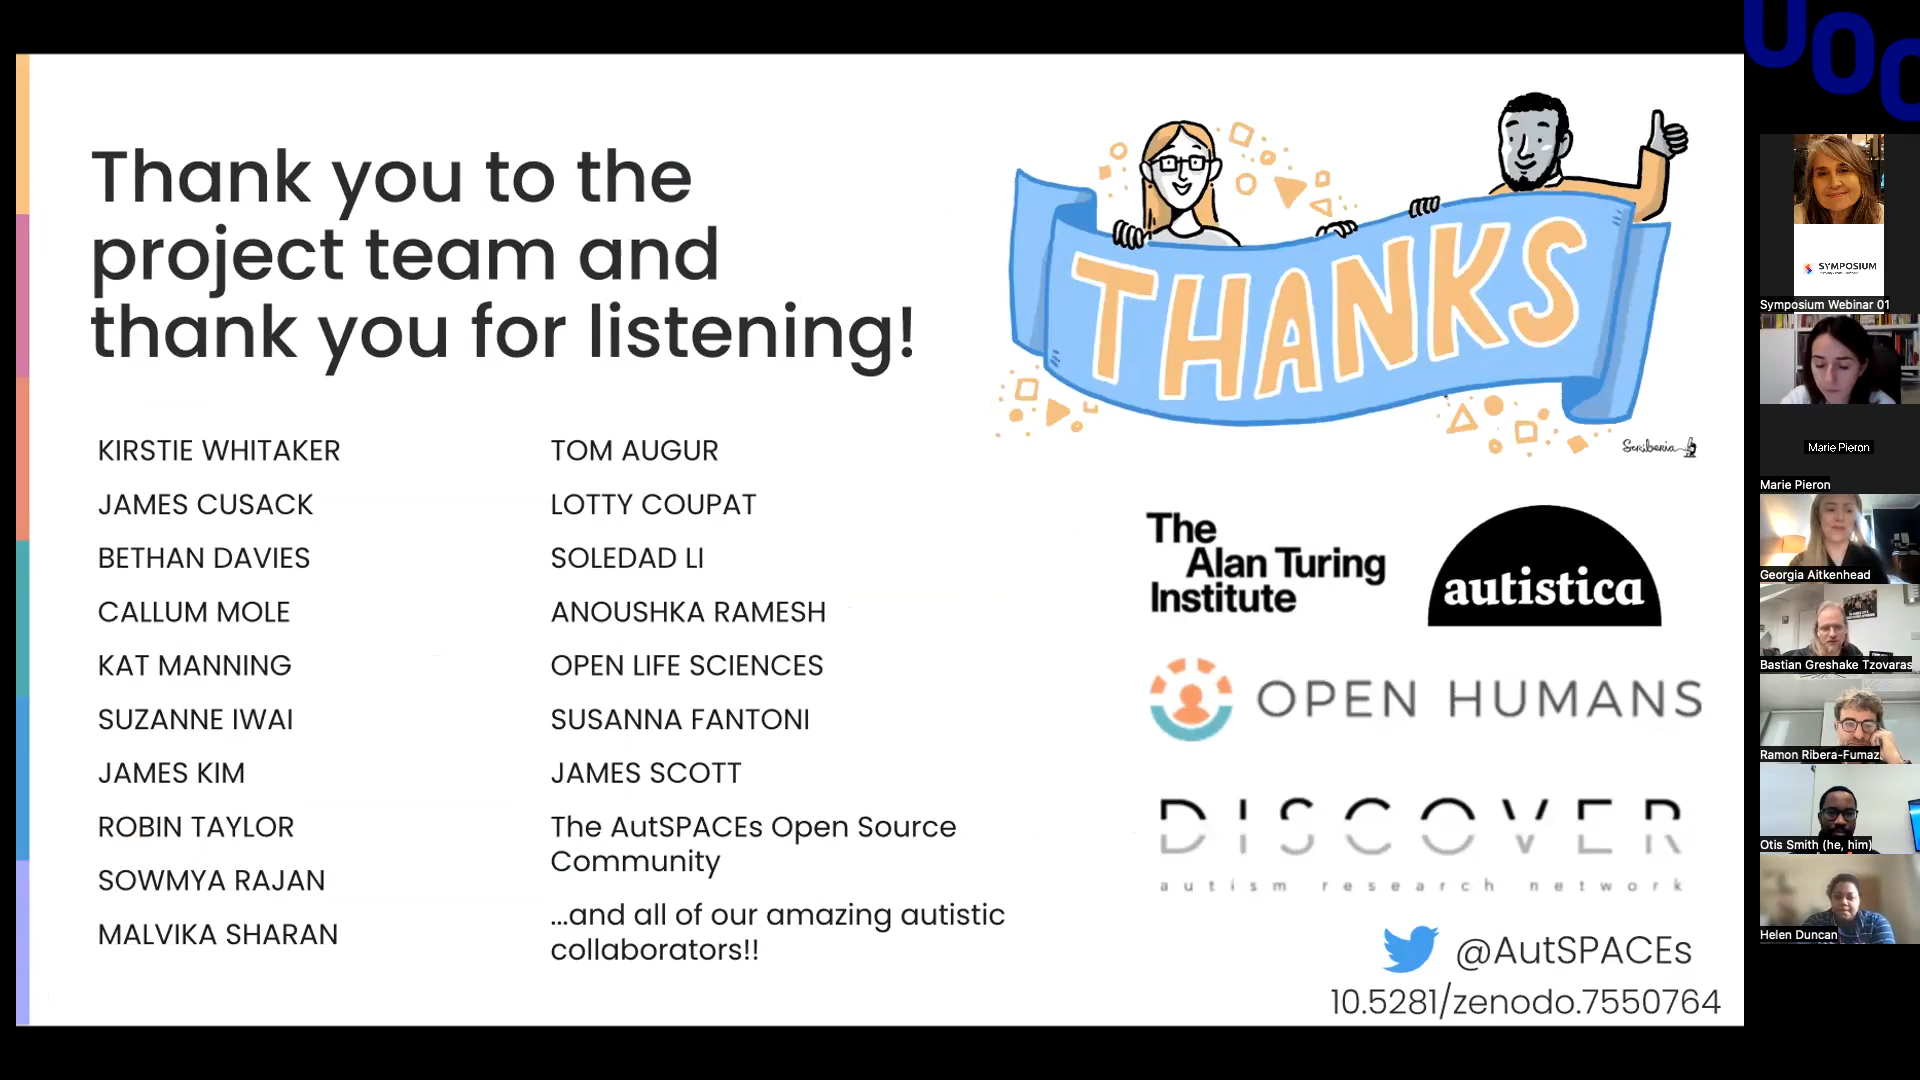 Thank you to the
project team and
thank you for listening!
THANKS
Scriberia
KIRSTIE WHITAKER
JAMES CUSACK
BETHAN DAVIES
CALLUM MOLE
KAT MANNING
SUZANNE IWAI
JAMES KIM
ROBIN TAYLOR
SOWMYA RAJAN
MALVIKA SHARAN
TOM AUGUR
LOTTY COUPAT
SOLEDAD LI
ANOUSHKA RAMESH
OPEN LIFE SCIENCES
SUSANNA FANTONI
JAMES SCOTT
The AutSPACEs Open Source
Community
...and all of our amazing autistic
collaborators!!
The
Alan Turing
Institute
autistica
OPEN HUMANS
DISCOVER
autism research network
@AutSPACEs
10.5281/zenodo.7550764
UOC
SYMPOSIUM
Symposium Webinar 01
Marie Pieron
Marie Pieron
Georgia Aitkenhead
Bastian Greshake Tzovaras
Ramon Ribera-Fumaz
Otis Smith (he, him)
Helen Duncan